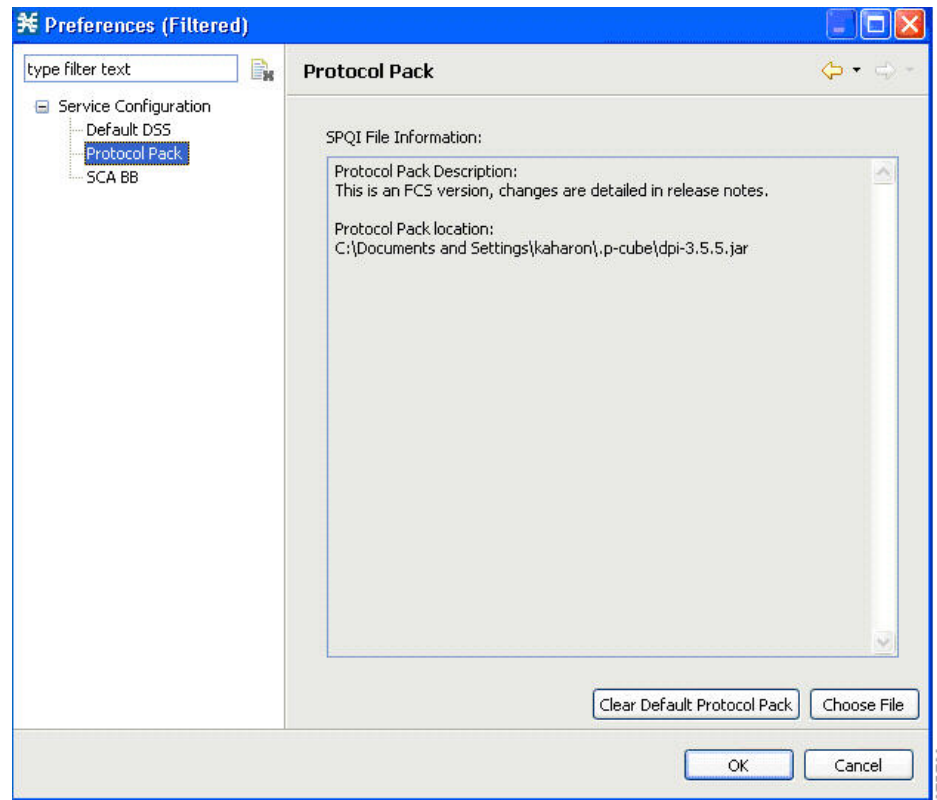 Preferences (Filtered)
type filter text
Protocol Pack
Service Configuration
Default DSS
Protocol Pack
SCA BB
SPQI File Information:
Protocol Pack Description:
This is an FCS version, changes are detailed in release notes.
Protocol Pack location:
C:\Documents and Settings\kaharon\.p-cube\dpi-3.5.5.jar
Clear Default Protocol Pack
Choose File
OK
Cancel